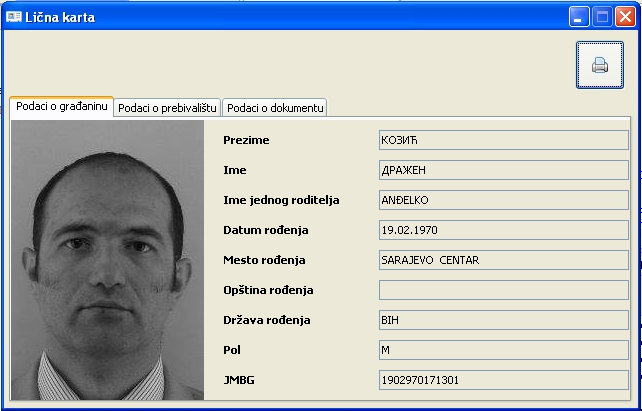 Lična karta
Podaci o građaninu Podaci o prebivalištu Podaci o dokumentu
Prezime КОЗИЋ
Ime ДРАЖЕН
Ime jednog roditelja ANĐELKO
Datum rođenja 19.02.1970
Mesto rođenja SARAJEVO CENTAR
Opština rođenja
Država rođenja BIH
Pol M
JMBG 1902970171301